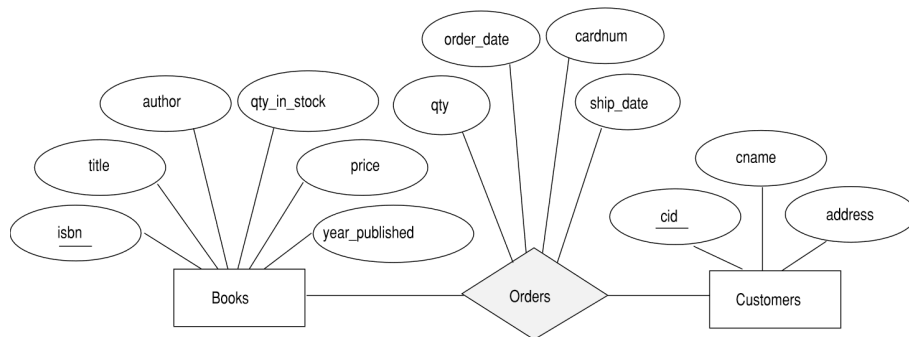 order_date
cardnum
author
qty_in_stock
qty
ship_date
title
price
cname
isbn
year_published
cid
address
Books
Orders
Customers